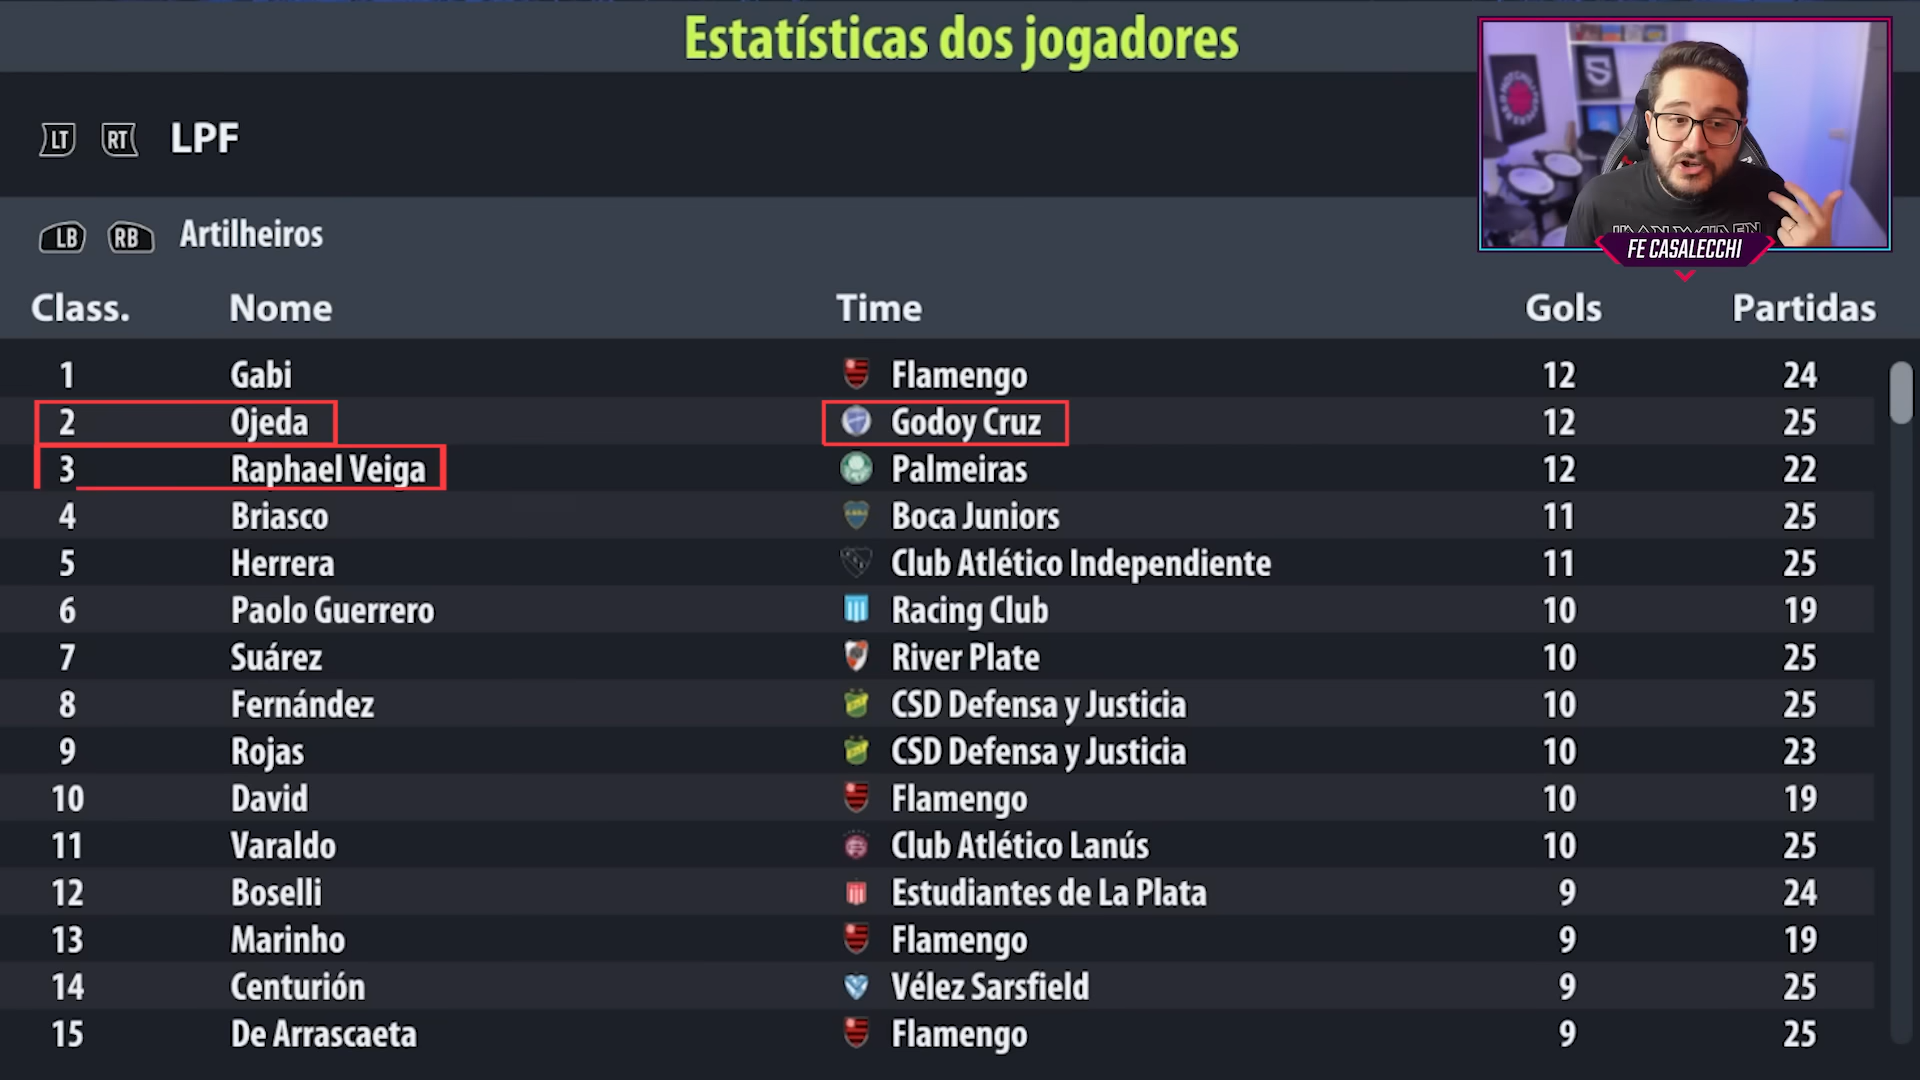 Estatísticas dos jogadores
LT RT LPF
LB RB Artilheiros
FE CASALECCHI
Class. Nome Time Gols Partidas
1 Gabi Flamengo 12 24
2 Ojeda Godoy Cruz 12 25
3 Raphael Veiga Palmeiras 12 22
4 Briasco Boca Juniors 11 25
5 Herrera Club Atlético Independiente 11 25
6 Paolo Guerrero Racing Club 10 19
7 Suárez River Plate 10 25
8 Fernández CSD Defensa y Justicia 10 25
9 Rojas CSD Defensa y Justicia 10 23
10 David Flamengo 10 19
11 Varaldo Club Atlético Lanús 10 25
12 Boselli Estudiantes de La Plata 9 24
13 Marinho Flamengo 9 19
14 Centurión Vélez Sarsfield 9 25
15 De Arrascaeta Flamengo 9 25